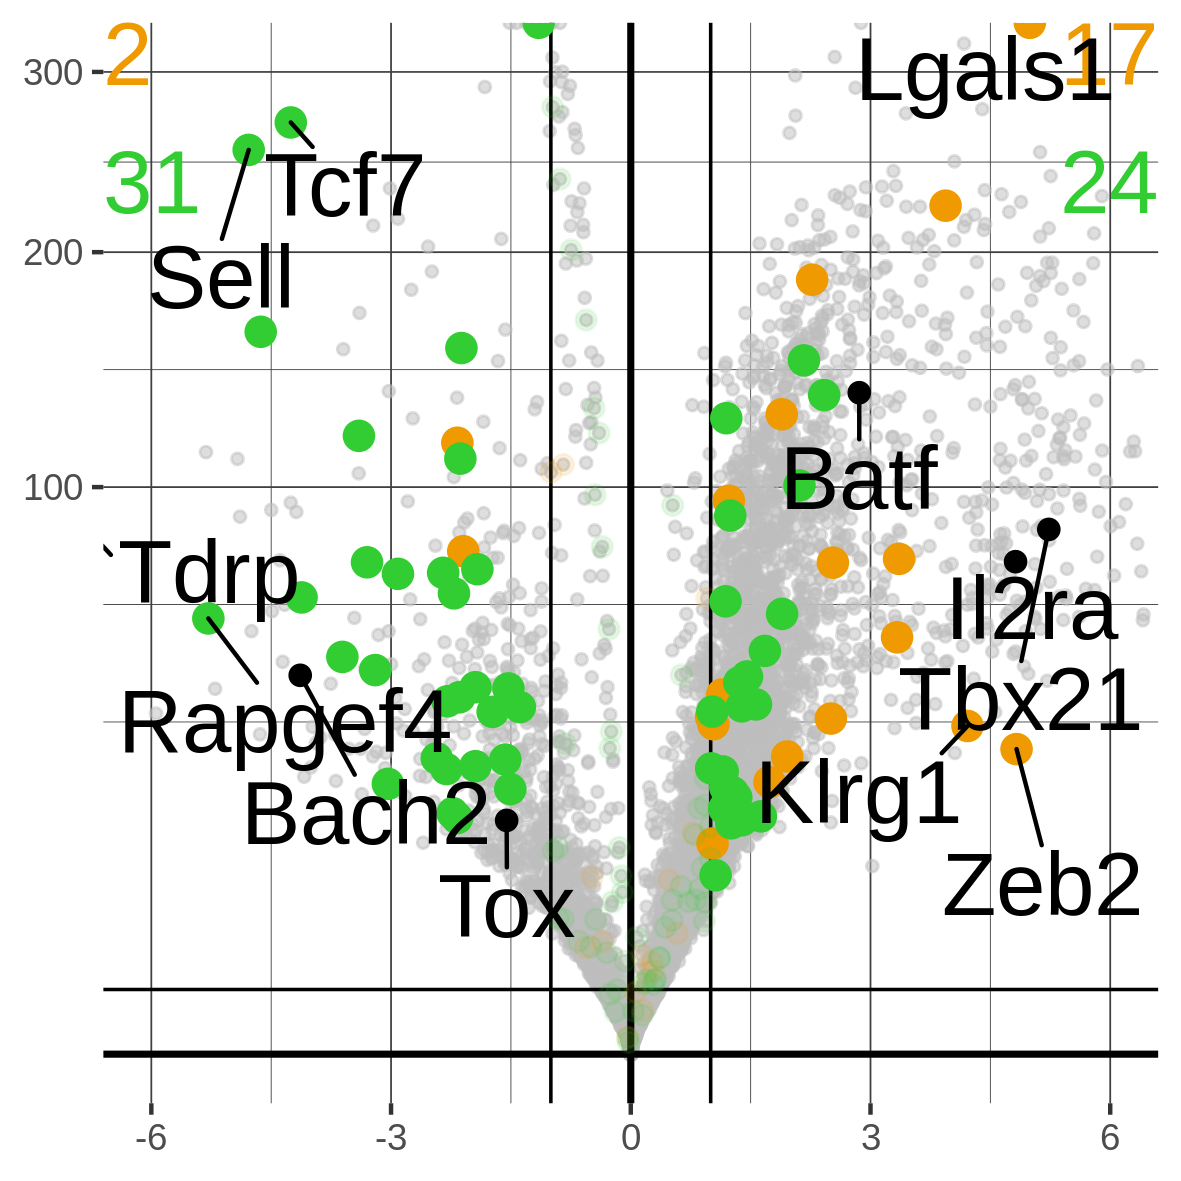 2
17
300
Lgals1
31
Tcf7
24
200
Sell
Batf
100
Tdrp
Il2ra
Rapgef4
Tbx21
Bach2
Klrg1
Tox
Zeb2
-6
-3
0
3
6